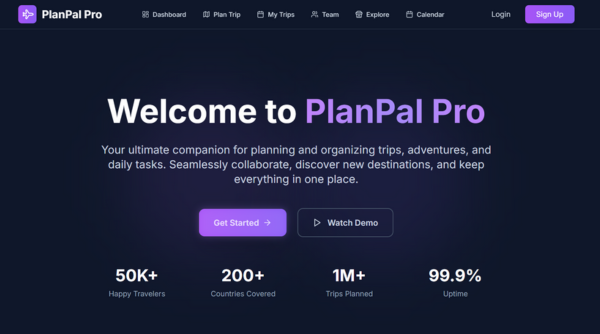 PlanPal Pro
Dashboard
Plan Trip
My Trips
Team
Explore
Calendar
Login
Sign Up
Welcome to PlanPal Pro
Your ultimate companion for planning and organizing trips, adventures, and
daily tasks. Seamlessly collaborate, discover new destinations, and keep
everything in one place.
Get Started →
Watch Demo
50K+
Happy Travelers
200+
Countries Covered
1M+
Trips Planned
99.9%
Uptime